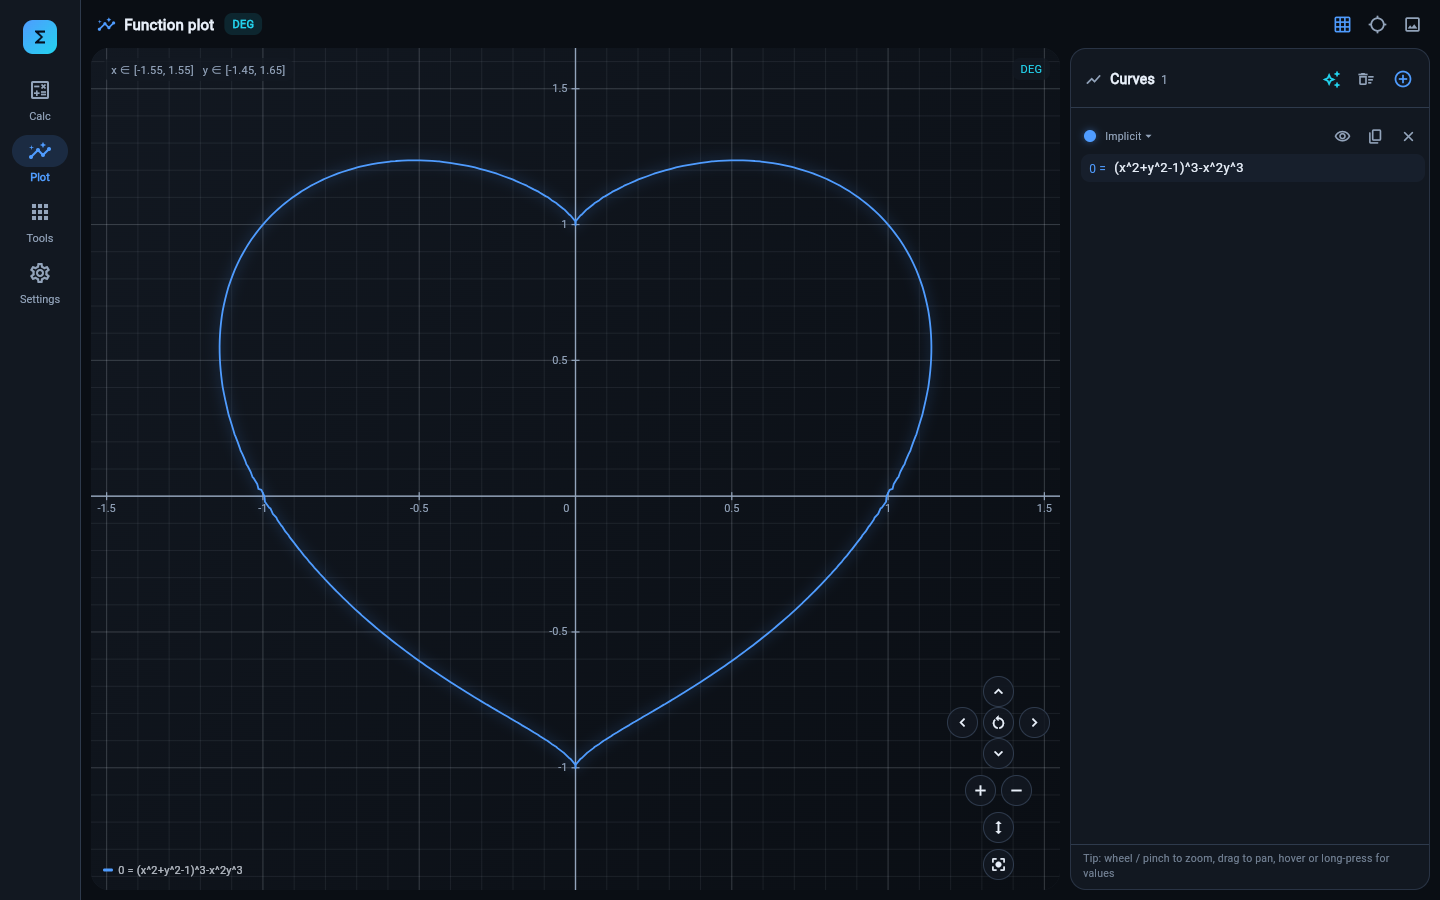 Σ
Calc
Plot
Tools
Settings
Function plot DEG
x ∈ [-1.55, 1.55] y ∈ [-1.45, 1.65]
DEG
1.5
1
0.5
-1.5 -1 -0.5 0 0.5 1 1.5
-0.5
-1
0 = (x^2+y^2-1)^3-x^2y^3
Curves 1
Implicit
0 = (x^2+y^2-1)^3-x^2y^3
Tip: wheel / pinch to zoom, drag to pan, hover or long-press for
values